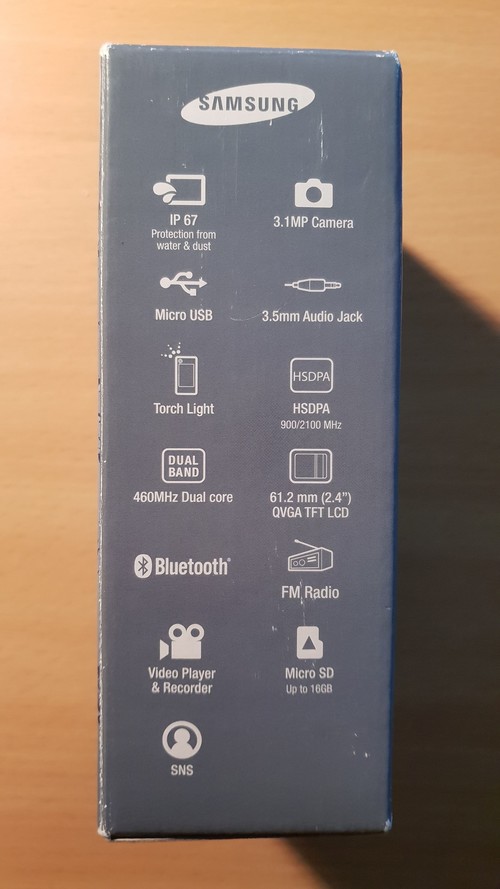 SAMSUNG
IP 67
Protection from
water & dust
3.1MP Camera
Micro USB
3.5mm Audio Jack
Torch Light
HSDPA
HSDPA
900/2100 MHz
DUAL
BAND
460MHz Dual core
61.2 mm (2.4")
QVGA TFT LCD
Bluetooth®
FM Radio
Video Player
& Recorder
Micro SD
Up to 16GB
SNS